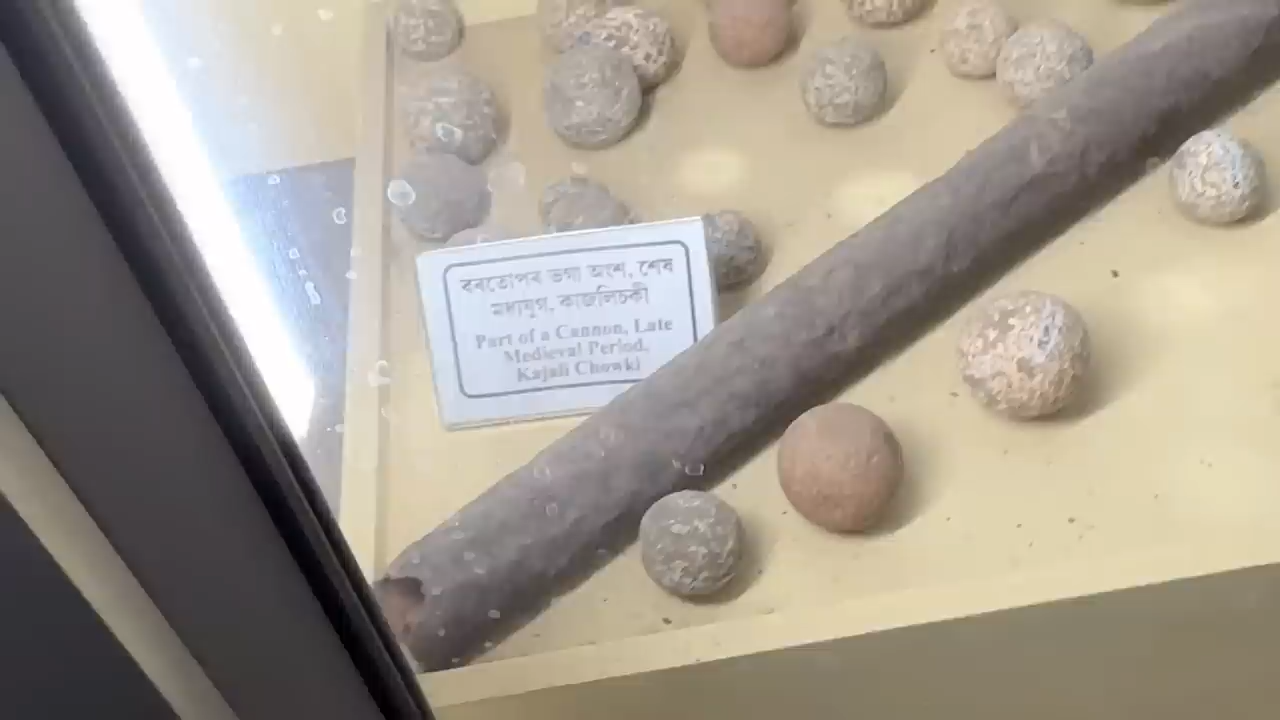 বৰতোপৰ ভগা অংশ, শেষ
মধ্যযুগ, কাজলিচকী
Part of a Cannon, Late
Medieval Period,
Kajali Chowki